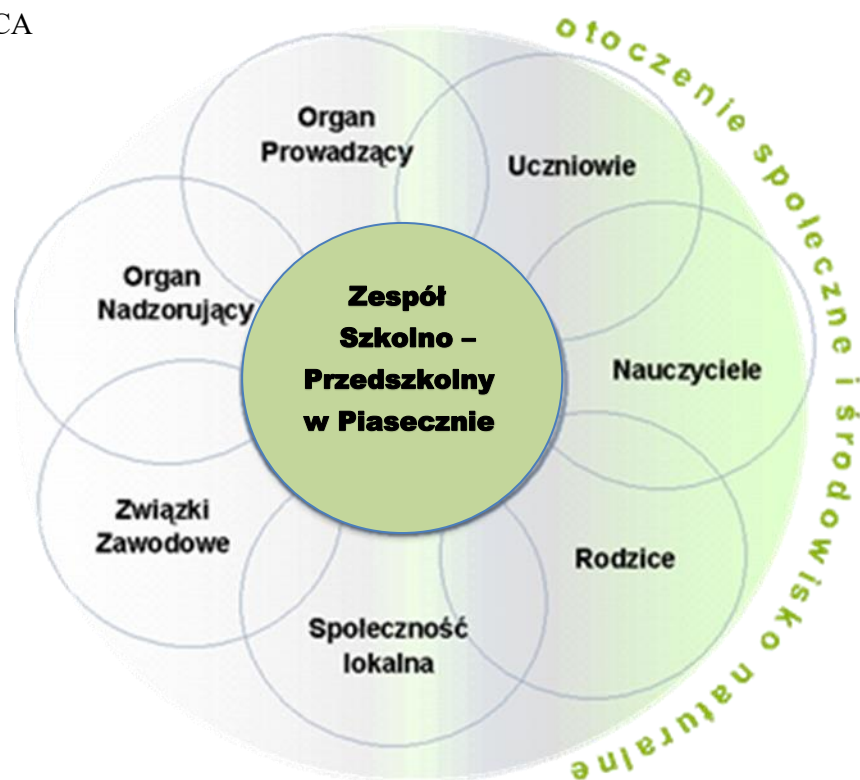 CA
Organ
Prowadzący
Uczniowie
Organ
Nadzorujący
Zespół
Szkolno –
Przedszkolny
w Piasecznie
Nauczyciele
Związki
Zawodowe
Rodzice
Społeczność
lokalna
otoczenie społeczne i środowisko naturalne